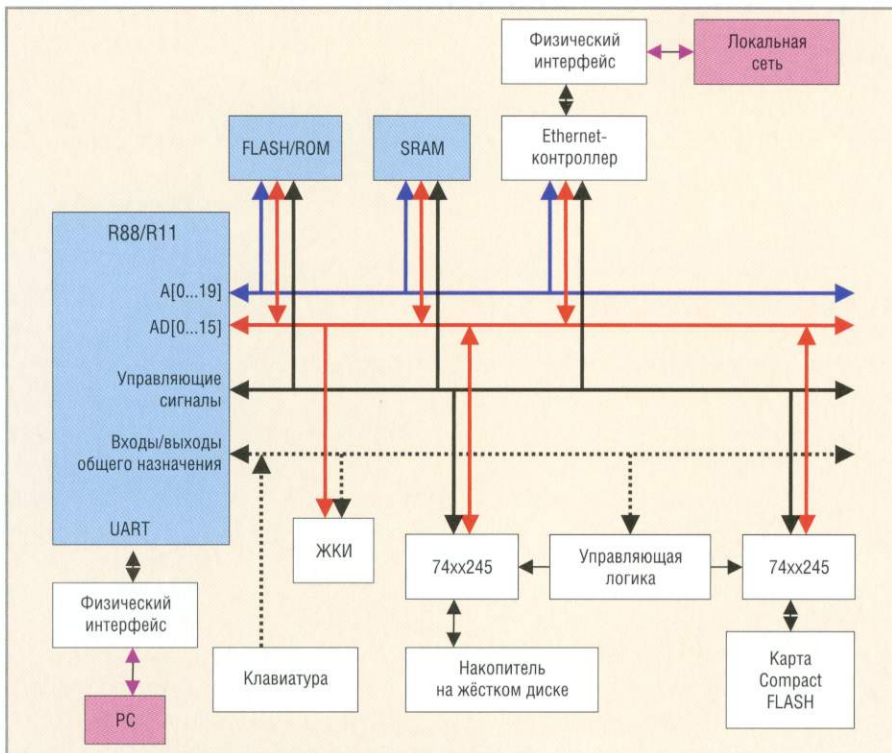 Физический
интерфейс
Локальная
сеть
FLASH/ROM
SRAM
Ethernet-
контроллер
R88/R11
A[0...19]
AD[0...15]
Управляющие
сигналы
Входы/выходы
общего назначения
UART
ЖКИ
74xx245
Управляющая
логика
74xx245
Физический
интерфейс
Клавиатура
Накопитель
на жёстком диске
Карта
Compact
FLASH
PC